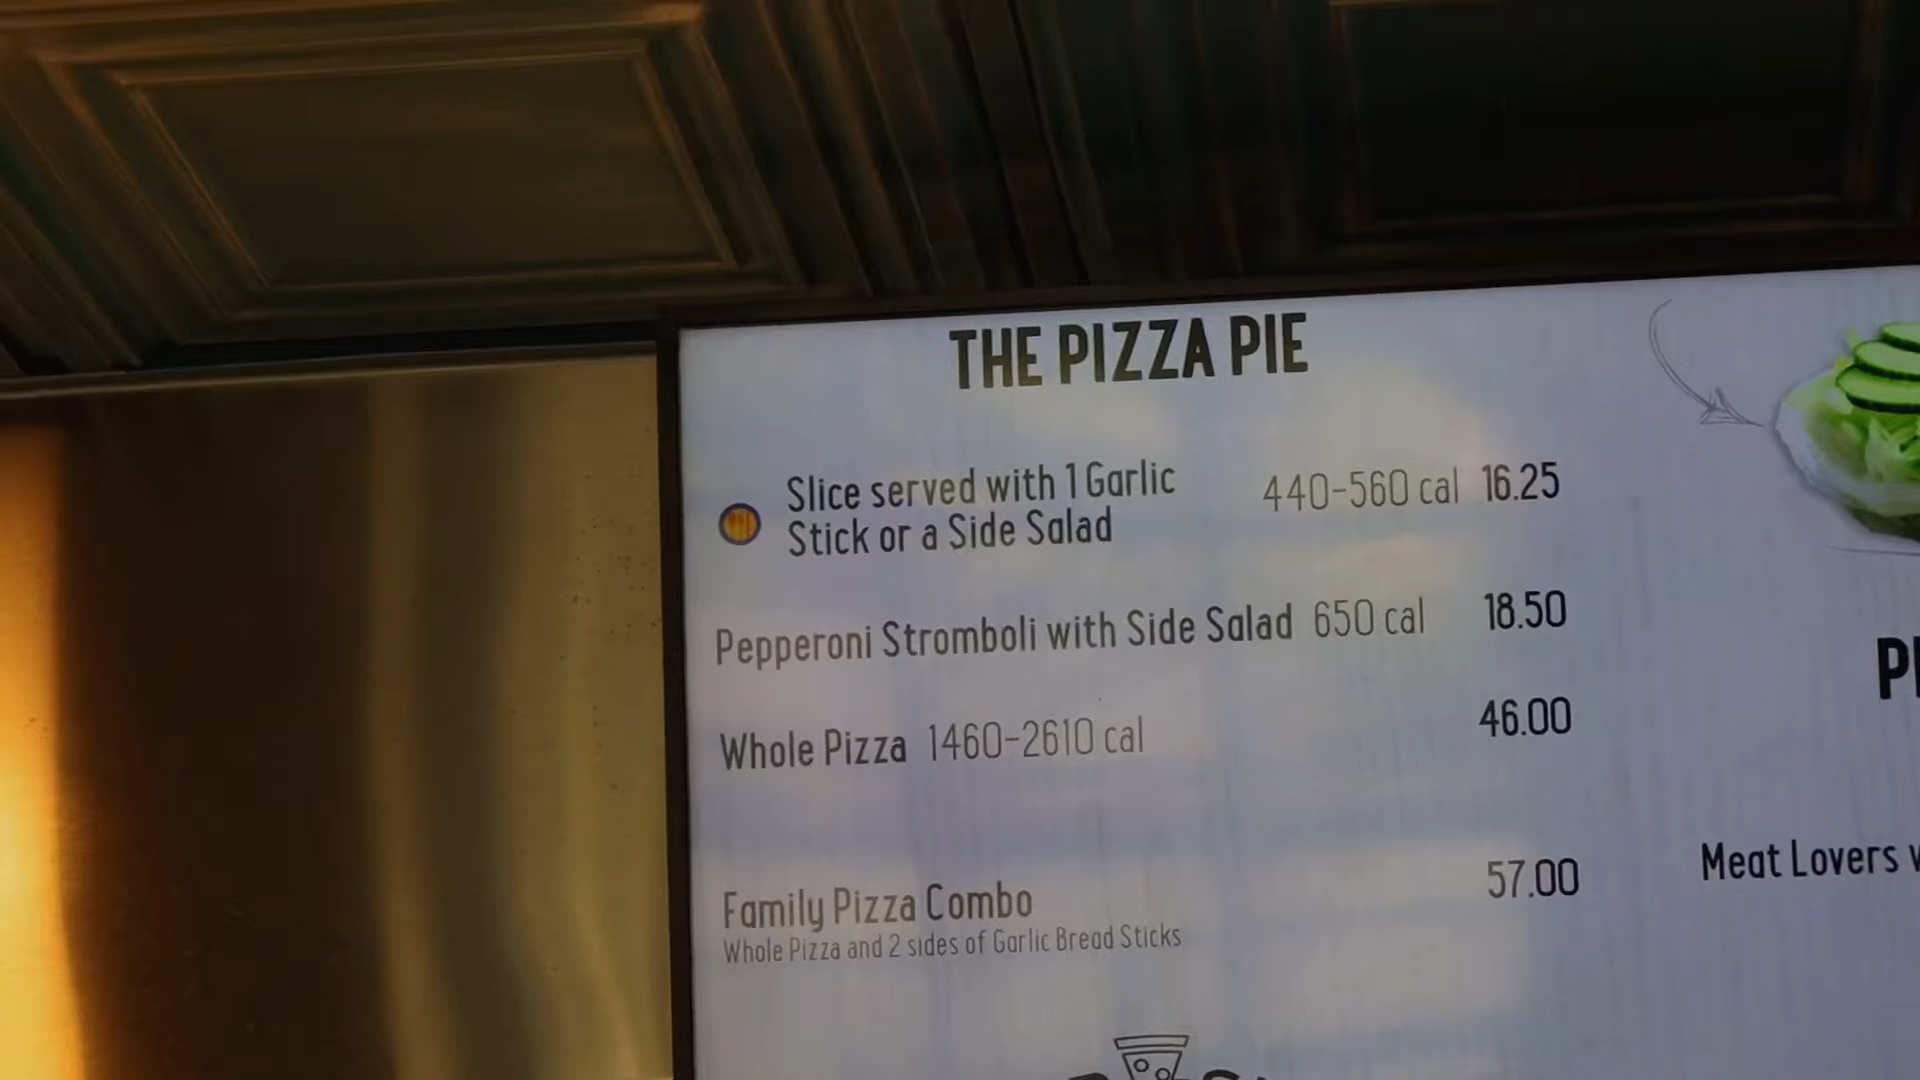 THE PIZZA PIE
Slice served with 1 Garlic
Stick or a Side Salad
440-560 cal 16.25
Pepperoni Stromboli with Side Salad 650 cal 18.50
Whole Pizza 1460-2610 cal 46.00
Family Pizza Combo 57.00
Whole Pizza and 2 sides of Garlic Bread Sticks
Meat Lovers